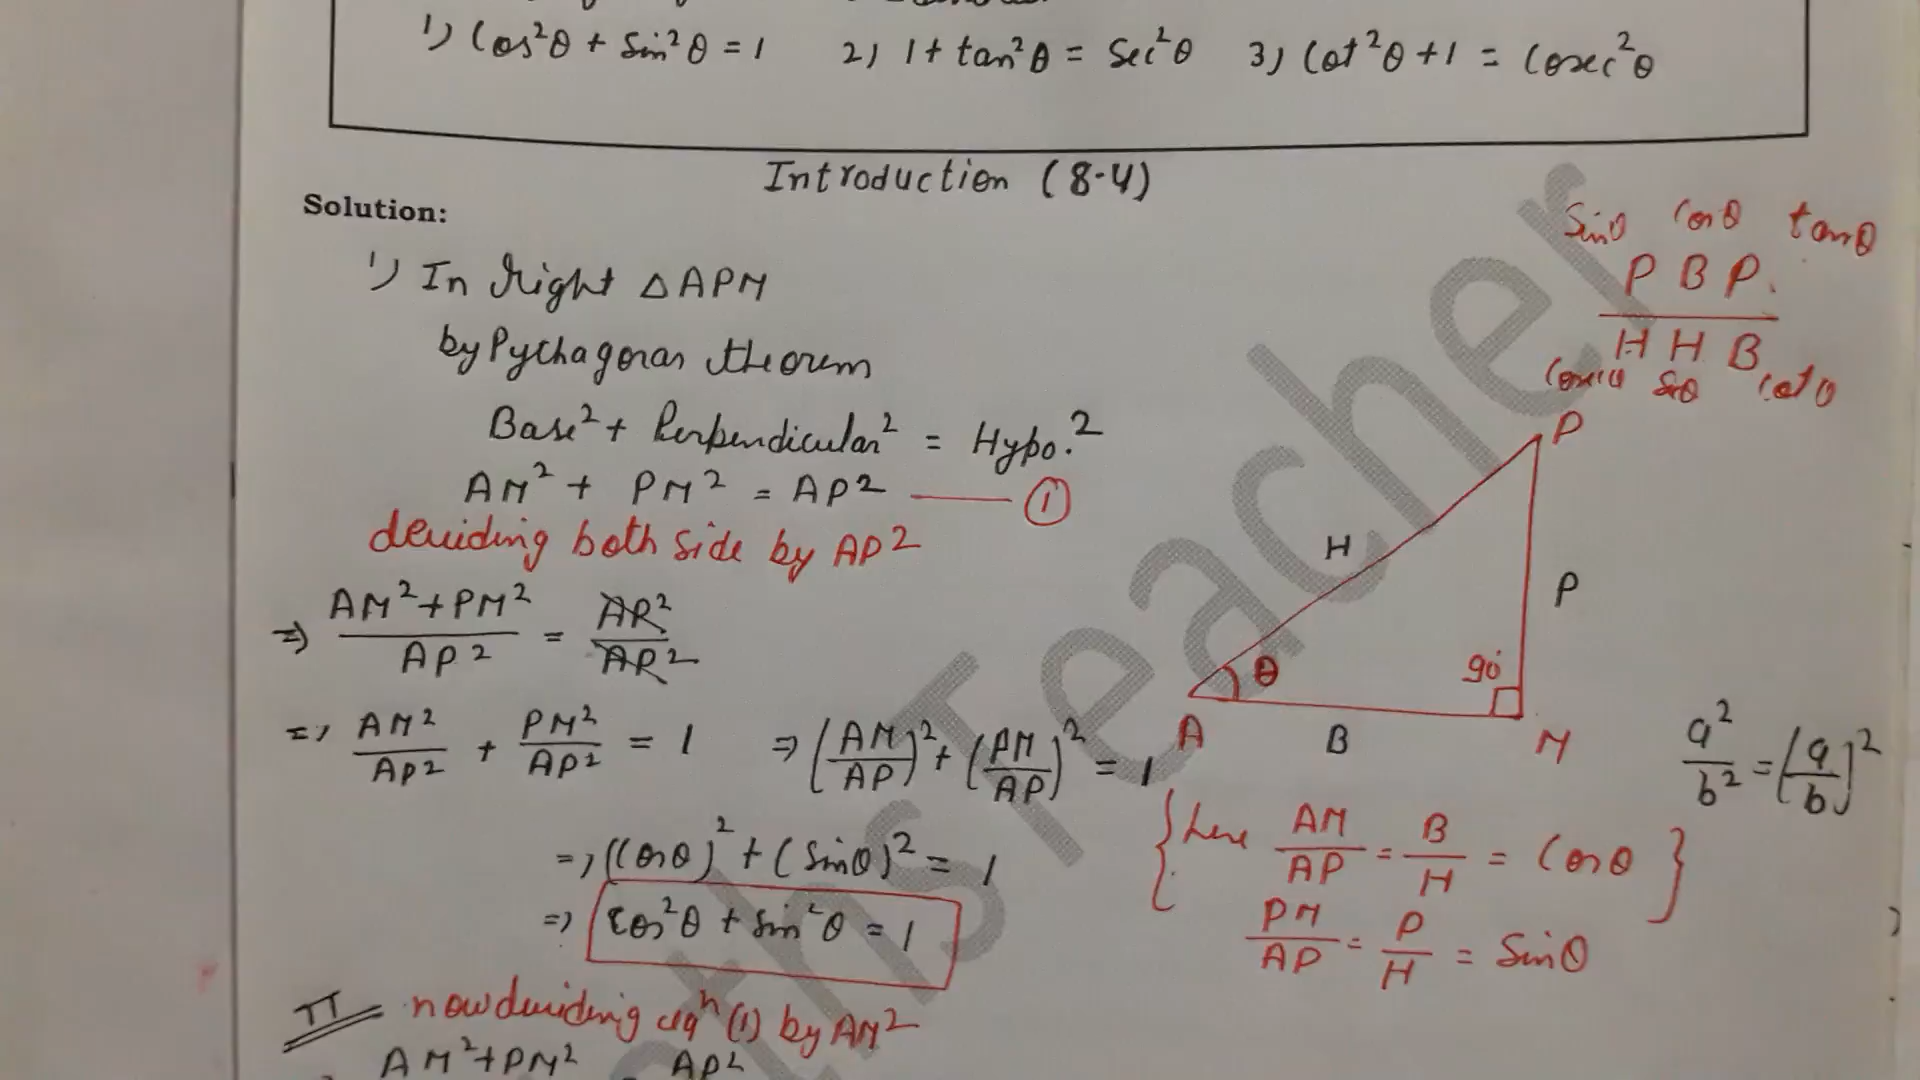 1) Cos²θ + Sin²θ = 1 2) 1 + tan²θ = Sec²θ 3) Cot²θ + 1 = Cosec²θ
Introduction (8.4)
Solution:
1) In right △APM
by Pythagoras theorem
Base² + Perpendicular² = Hypo.²
AM² + PM² = AP² —— ①
deviding both side by AP²
⇒ AM² + PM² / AP² = AP² / AP²
⇒ AM²/AP² + PM²/AP² = 1 ⇒ (AM/AP)² + (PM/AP)² = 1
⇒ (Cosθ)² + (Sinθ)² = 1
⇒ Cos²θ + Sin²θ = 1
II now deviding eqⁿ (1) by AM²
AM² + PM² AP²
Sinθ Cosθ tanθ
P B P
H H B
Cosecθ Secθ Cotθ
P
H
P
θ
90°
A
B
M
a²/b² = (a/b)²
{ here AM/AP = B/H = Cosθ }
PM/AP = P/H = Sinθ
Maths Teacher